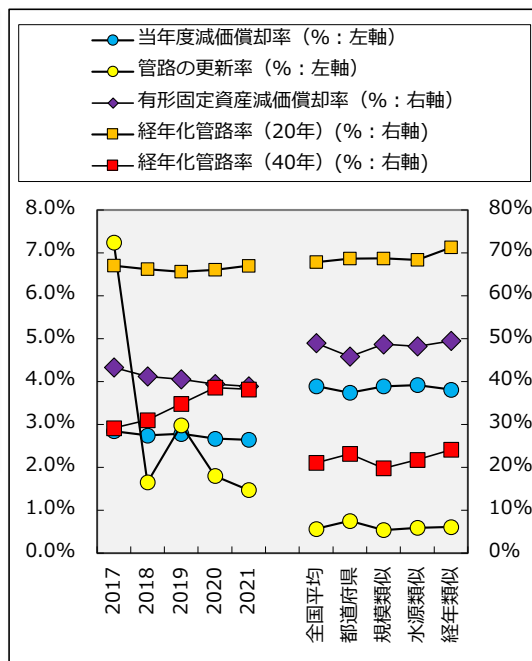 当年度減価償却率（%：左軸）
管路の更新率（%：左軸）
有形固定資産減価償却率（%：右軸）
経年化管路率（20年）(%：右軸)
経年化管路率（40年）(%：右軸)
8.0%
7.0%
6.0%
5.0%
4.0%
3.0%
2.0%
1.0%
0.0%
80%
70%
60%
50%
40%
30%
20%
10%
0%
2017
2018
2019
2020
2021
全国平均
都道府県
規模類似
水源類似
経年類似